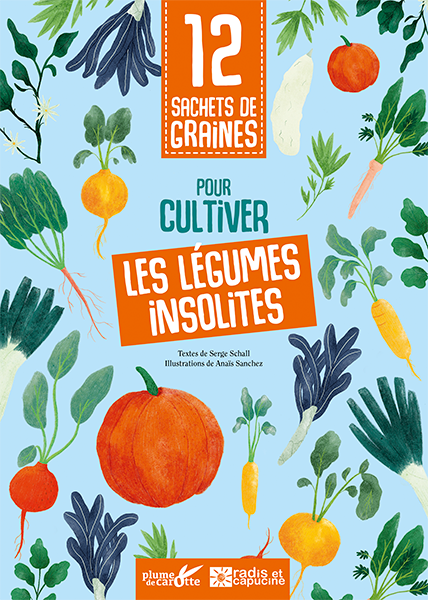 12
SACHETS DE
GRAINES
POUR
CULTIVER
LES LÉGUMES
INSOLITES
Textes de Serge Schall
Illustrations de Anaïs Sanchez
plume
de carotte
radis et
capucine